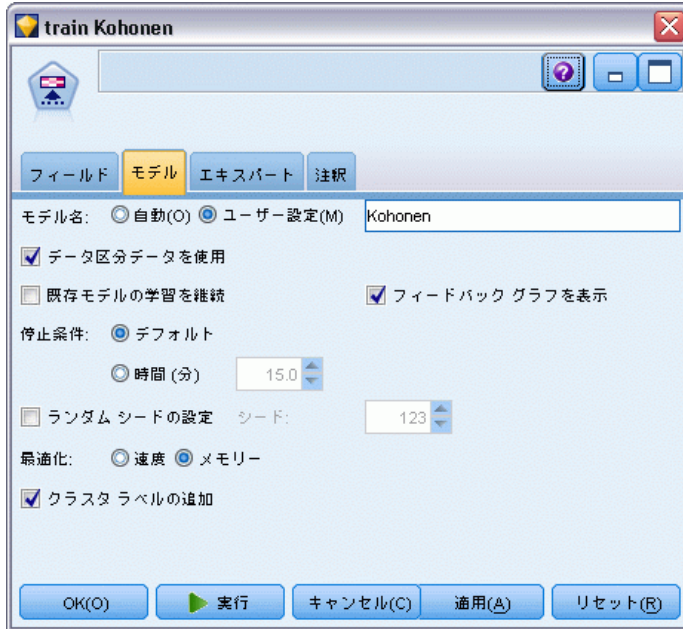 train Kohonen
フィールド モデル エキスパート 注釈
モデル名: 自動(O) ユーザー設定(M) Kohonen
データ区分データを使用
既存モデルの学習を継続 フィードバック グラフを表示
停止条件: デフォルト
時間 (分) 15.0
ランダム シードの設定 シード: 123
最適化: 速度 メモリー
クラスタ ラベルの追加
OK(O) 実行 キャンセル(C) 適用(A) リセット(R)